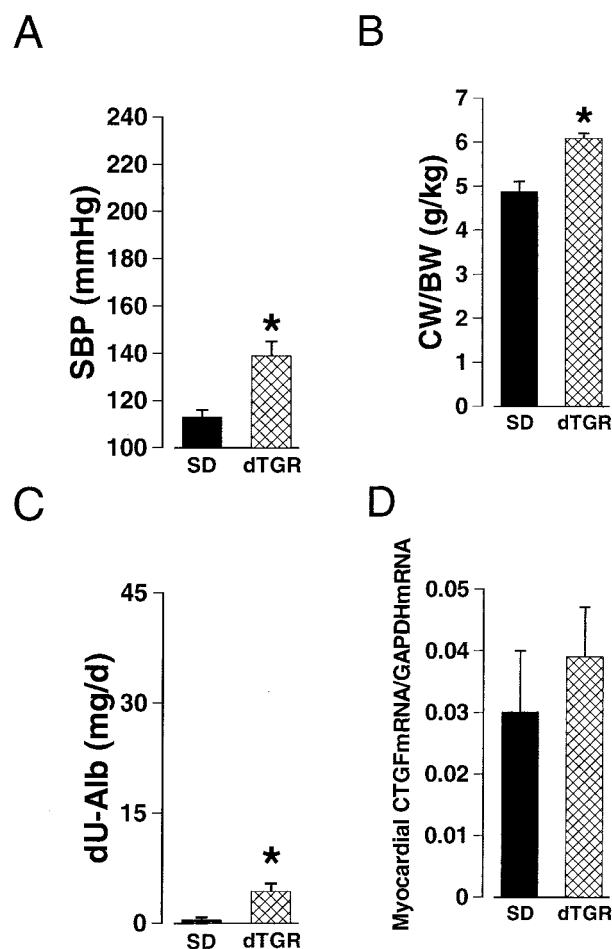 A
SBP (mmHg)
240
220
200
180
160
140
120
100
*
SD
dTGR
B
CW/BW (g/kg)
7
6
5
4
3
2
1
0
*
SD
dTGR
C
dU-Alb (mg/d)
45
30
15
0
*
SD
dTGR
D
Myocardial CTGFmRNA/GAPDHmRNA
0.05
0.04
0.03
0.02
0.01
0
SD
dTGR